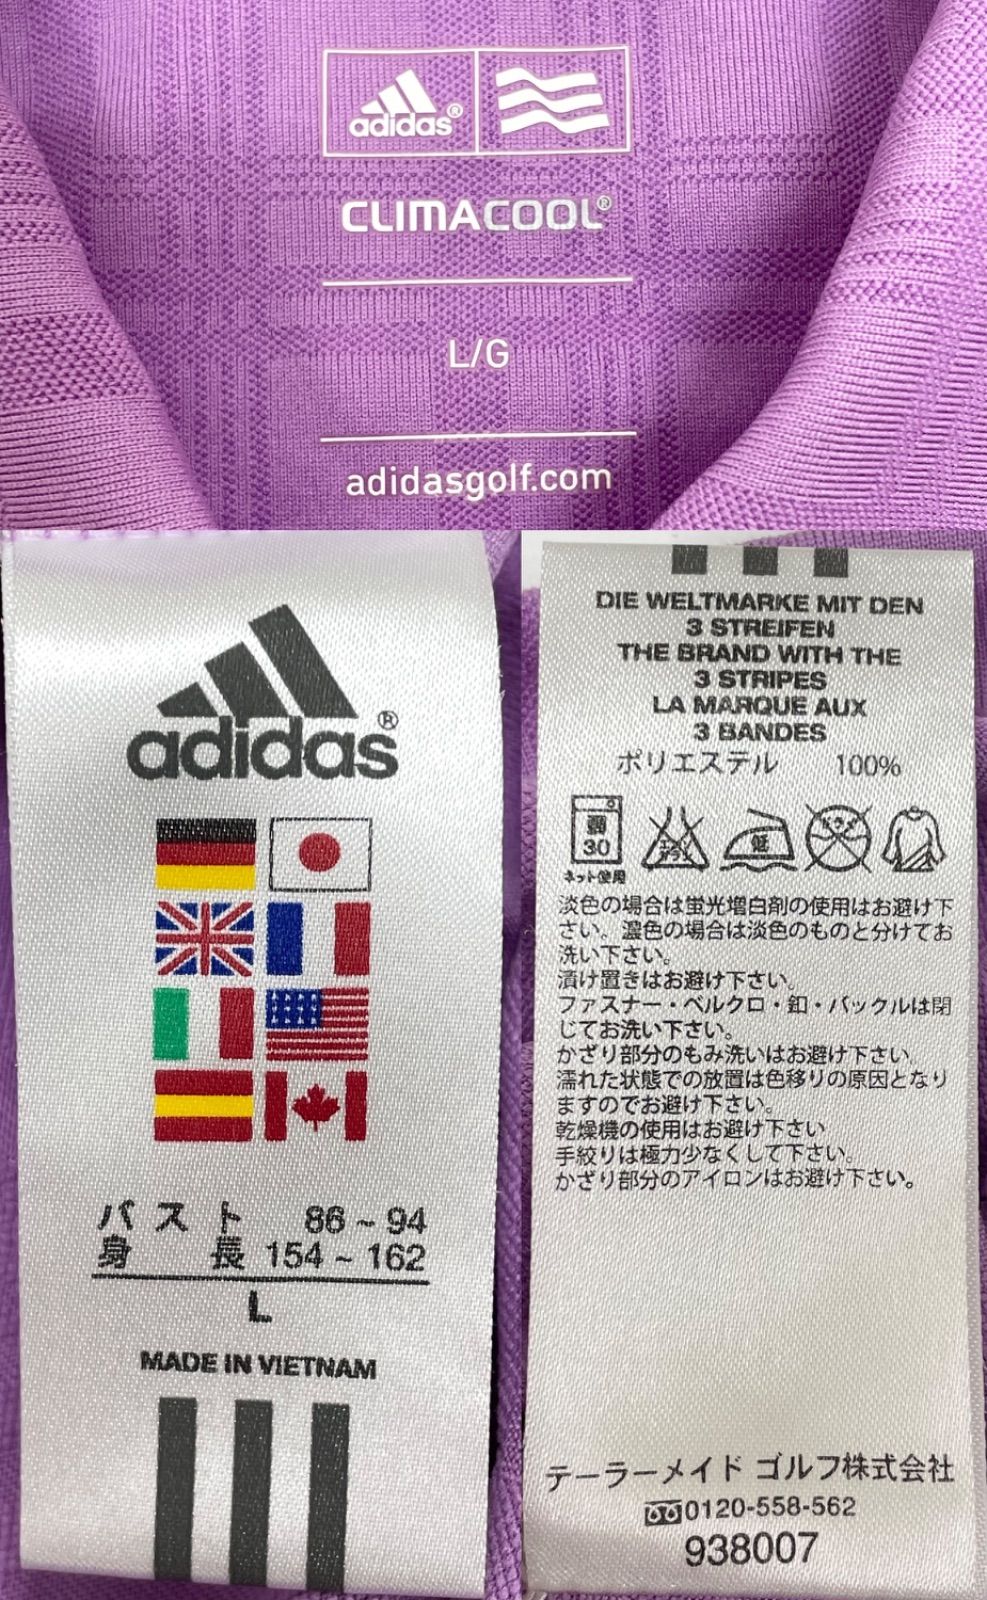 adidas®
CLIMACOOL®
L/G
adidasgolf.com
adidas®
バスト 86~94
身長 154~162
L
MADE IN VIETNAM
DIE WELTMARKE MIT DEN
3 STREIFEN
THE BRAND WITH THE
3 STRIPES
LA MARQUE AUX
3 BANDES
ポリエステル 100%
弱 30 エンソサラシ 低 ドライ
ネット使用
淡色の場合は蛍光増白剤の使用はお避け下
さい。濃色の場合は淡色のものと分けてお
洗い下さい。
漬け置きはお避け下さい。
ファスナー・ベルクロ・釦・バックルは閉
じてお洗い下さい。
かざり部分のもみ洗いはお避け下さい。
濡れた状態での放置は色移りの原因となり
ますのでお避け下さい。
乾燥機の使用はお避け下さい
手絞りは極力少なくして下さい。
かざり部分のアイロンはお避け下さい。
テーラーメイド ゴルフ株式会社
0120-558-562
938007